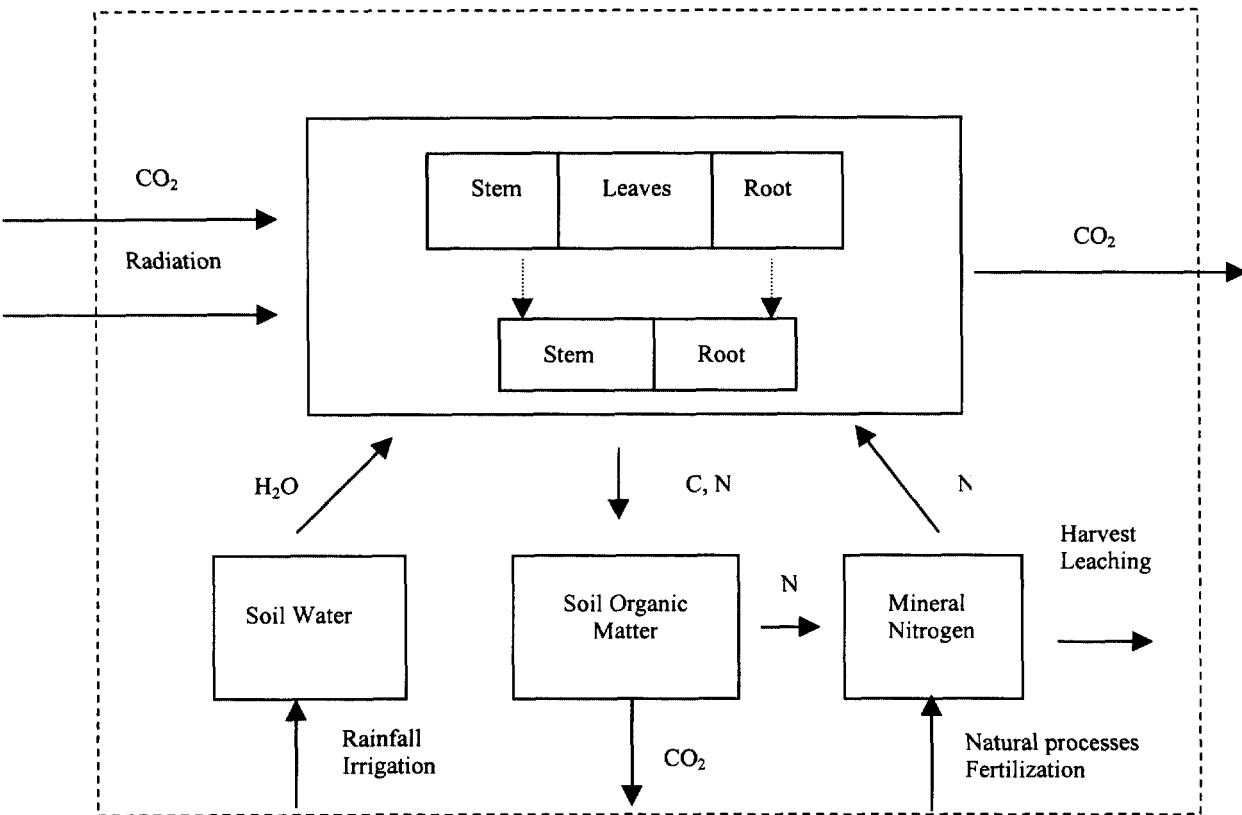 CO₂
Radiation
Stem
Leaves
Root
CO₂
Stem
Root
H₂O
C, N
N
Harvest
Leaching
Soil Water
Soil Organic
Matter
N
Mineral
Nitrogen
Rainfall
Irrigation
CO₂
Natural processes
Fertilization